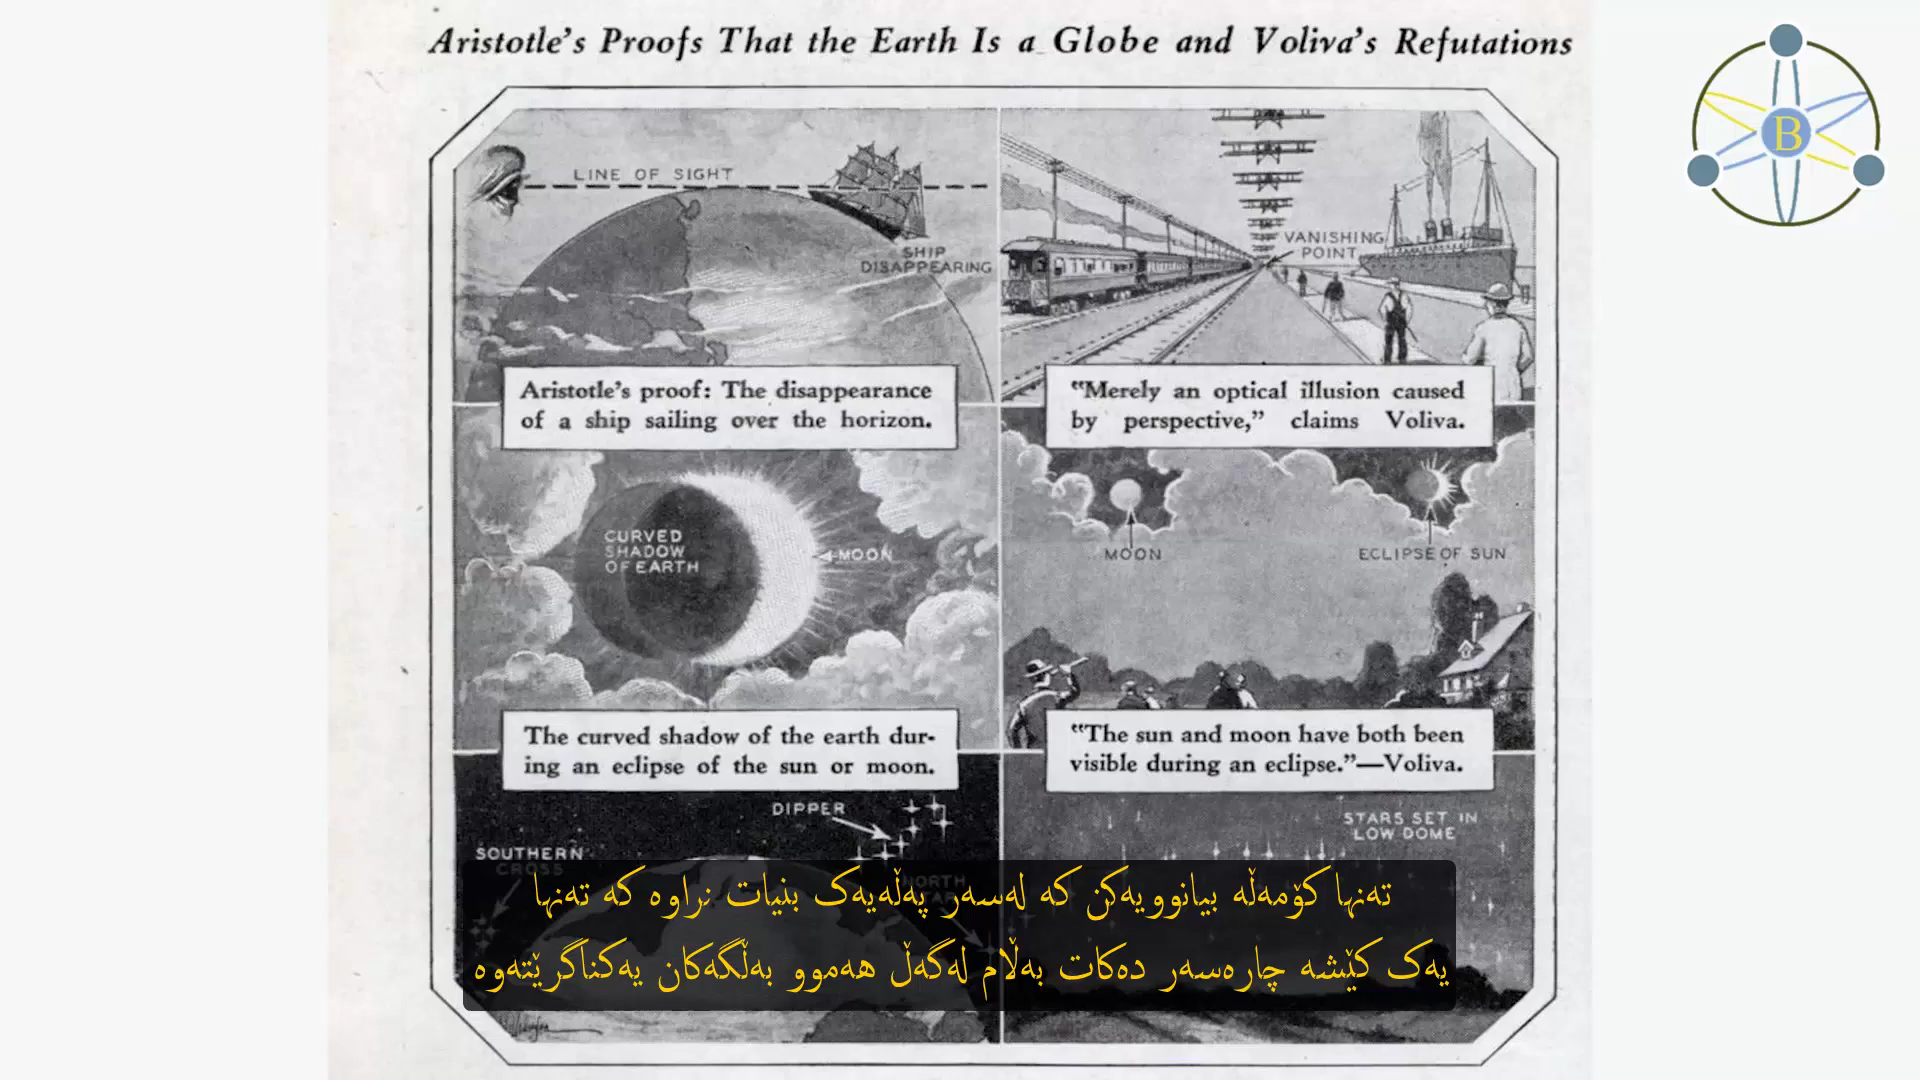 Aristotle's Proofs That the Earth Is a Globe and Voliva's Refutations
LINE OF SIGHT
SHIP
DISAPPEARING
Aristotle's proof: The disappearance
of a ship sailing over the horizon.
VANISHING
POINT
"Merely an optical illusion caused
by perspective," claims Voliva.
CURVED
SHADOW
OF EARTH
MOON
The curved shadow of the earth dur-
ing an eclipse of the sun or moon.
MOON
ECLIPSE OF SUN
"The sun and moon have both been
visible during an eclipse."—Voliva.
DIPPER
SOUTHERN
CROSS
NORTH
STARS SET IN
LOW DOME
تەنها کۆمەڵە بیانوویەکن کە لەسەر پەڵەیەک بنیات نراوە کە تەنها
یەک کێشە چارەسەر دەکات بەڵام لەگەڵ هەموو بەڵگەکان یەکناگرێتەوە
B